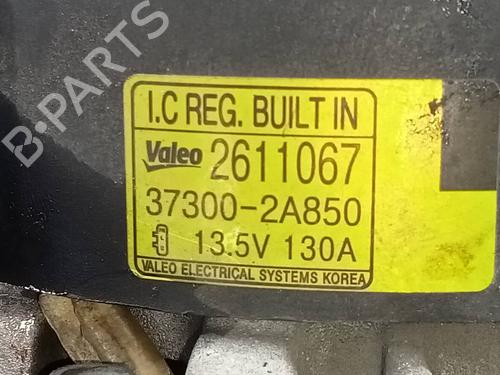 B-PARTS
I.C REG. BUILT IN
Valeo 2611067
37300-2A850
13.5V 130A
VALEO ELECTRICAL SYSTEMS KOREA